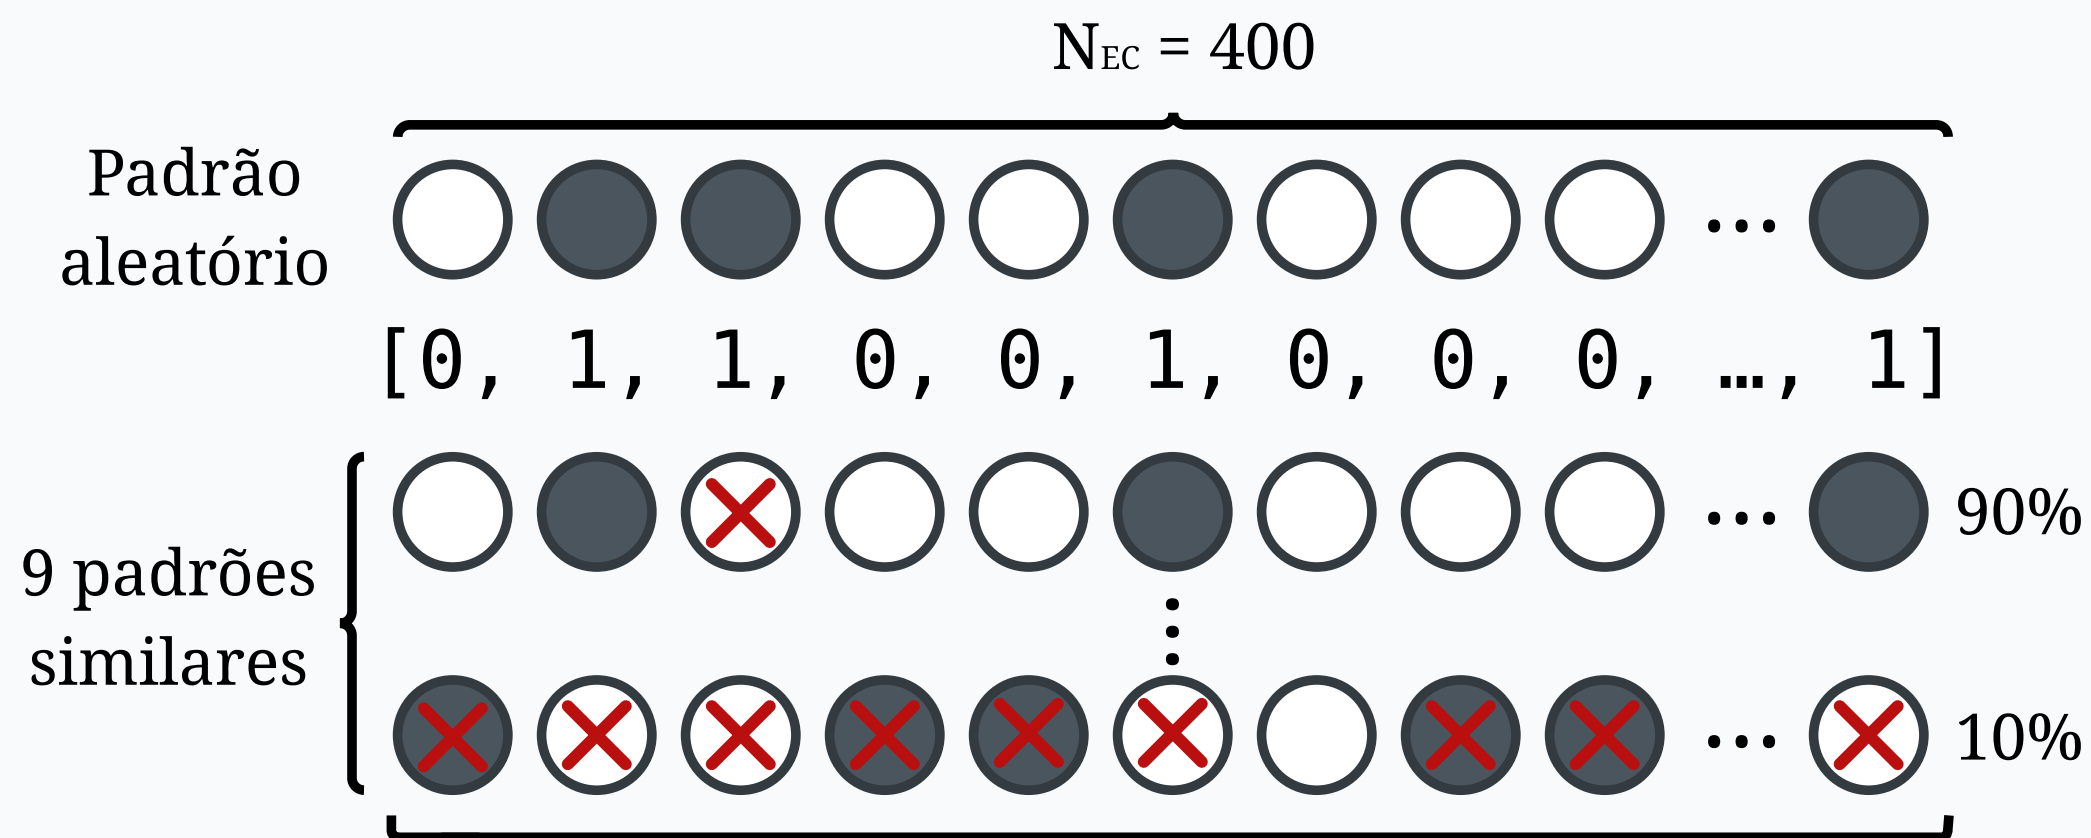 NEC = 400
Padrão
aleatório
[0, 1, 1, 0, 0, 1, 0, 0, 0, …, 1]
90%
9 padrões
similares
10%